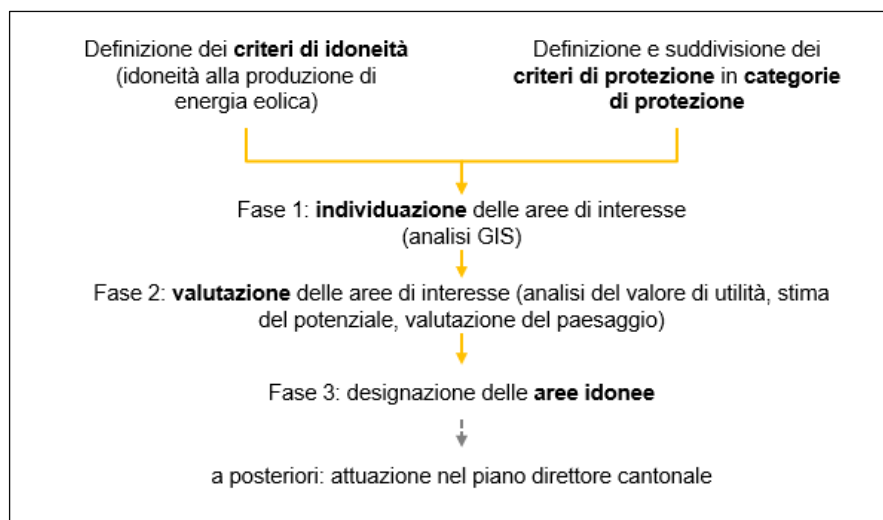 Definizione dei criteri di idoneità
(idoneità alla produzione di
energia eolica)
Definizione e suddivisione dei
criteri di protezione in categorie
di protezione
Fase 1: individuazione delle aree di interesse
(analisi GIS)
Fase 2: valutazione delle aree di interesse (analisi del valore di utilità, stima
del potenziale, valutazione del paesaggio)
Fase 3: designazione delle aree idonee
a posteriori: attuazione nel piano direttore cantonale